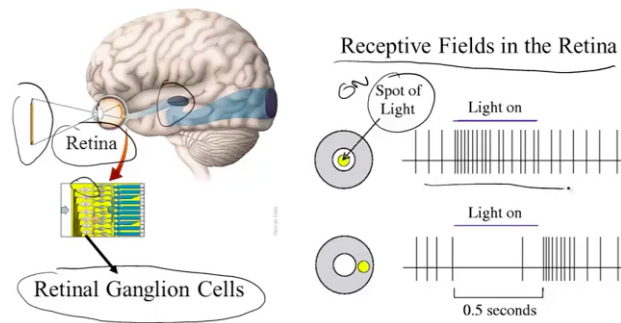 Receptive Fields in the Retina
ON
Spot of
Light
Light on
Retina
Light on
Retinal Ganglion Cells
0.5 seconds